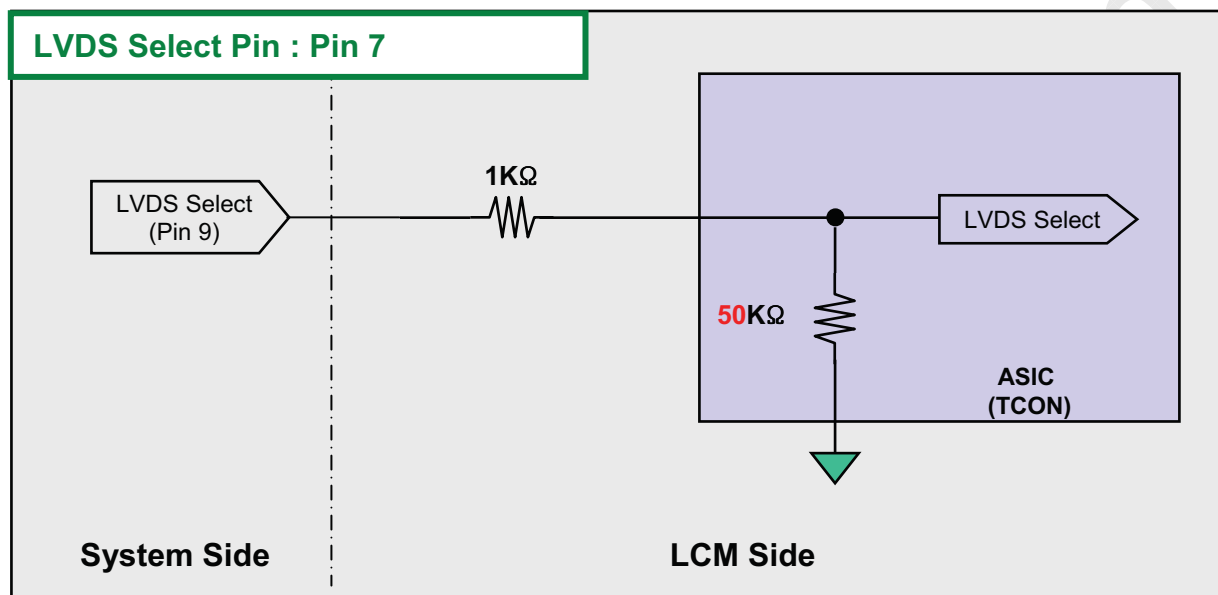 LVDS Select Pin : Pin 7
1KΩ
LVDS Select
(Pin 9)
LVDS Select
50KΩ
ASIC
(TCON)
System Side
LCM Side